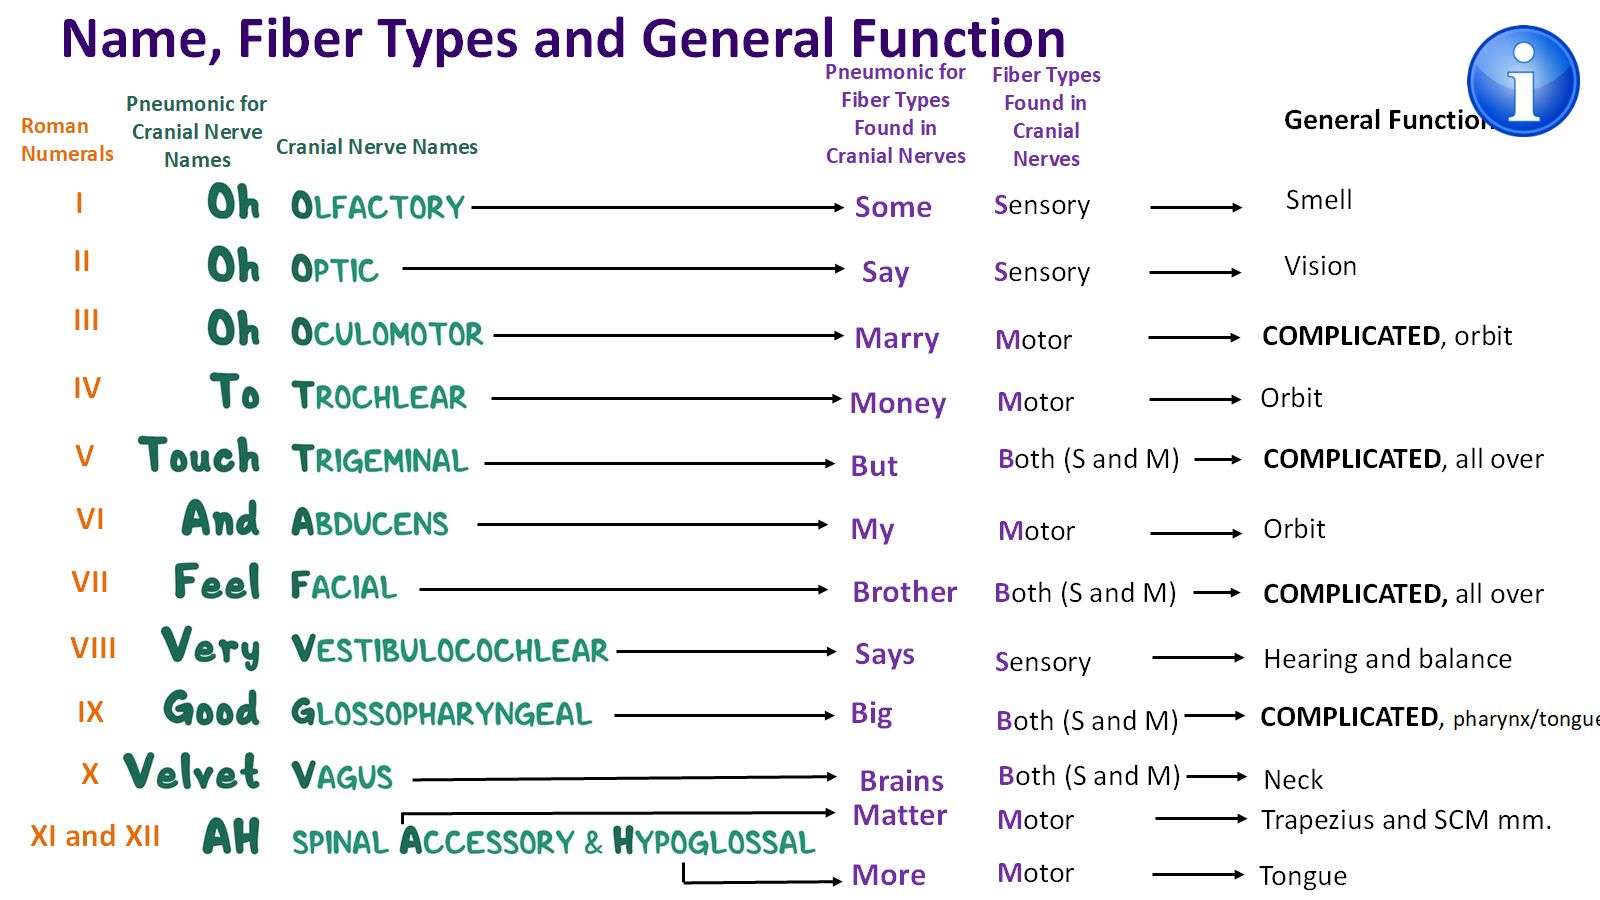 Name, Fiber Types and General Function
Roman
Numerals
Pneumonic for
Cranial Nerve
Names
Cranial Nerve Names
Pneumonic for
Fiber Types
Found in
Cranial Nerves
Fiber Types
Found in
Cranial
Nerves
General Function
i
I Oh OLFACTORY Some Sensory Smell
II Oh OPTIC Say Sensory Vision
III Oh OCULOMOTOR Marry Motor COMPLICATED, orbit
IV To TROCHLEAR Money Motor Orbit
V Touch TRIGEMINAL But Both (S and M) COMPLICATED, all over
VI And ABDUCENS My Motor Orbit
VII Feel FACIAL Brother Both (S and M) COMPLICATED, all over
VIII Very VESTIBULOCOCHLEAR Says Sensory Hearing and balance
IX Good GLOSSOPHARYNGEAL Big Both (S and M) COMPLICATED, pharynx/tongue
X Velvet VAGUS Brains Both (S and M) Neck
Matter Motor Trapezius and SCM mm.
XI and XII AH SPINAL ACCESSORY & HYPOGLOSSAL
More Motor Tongue